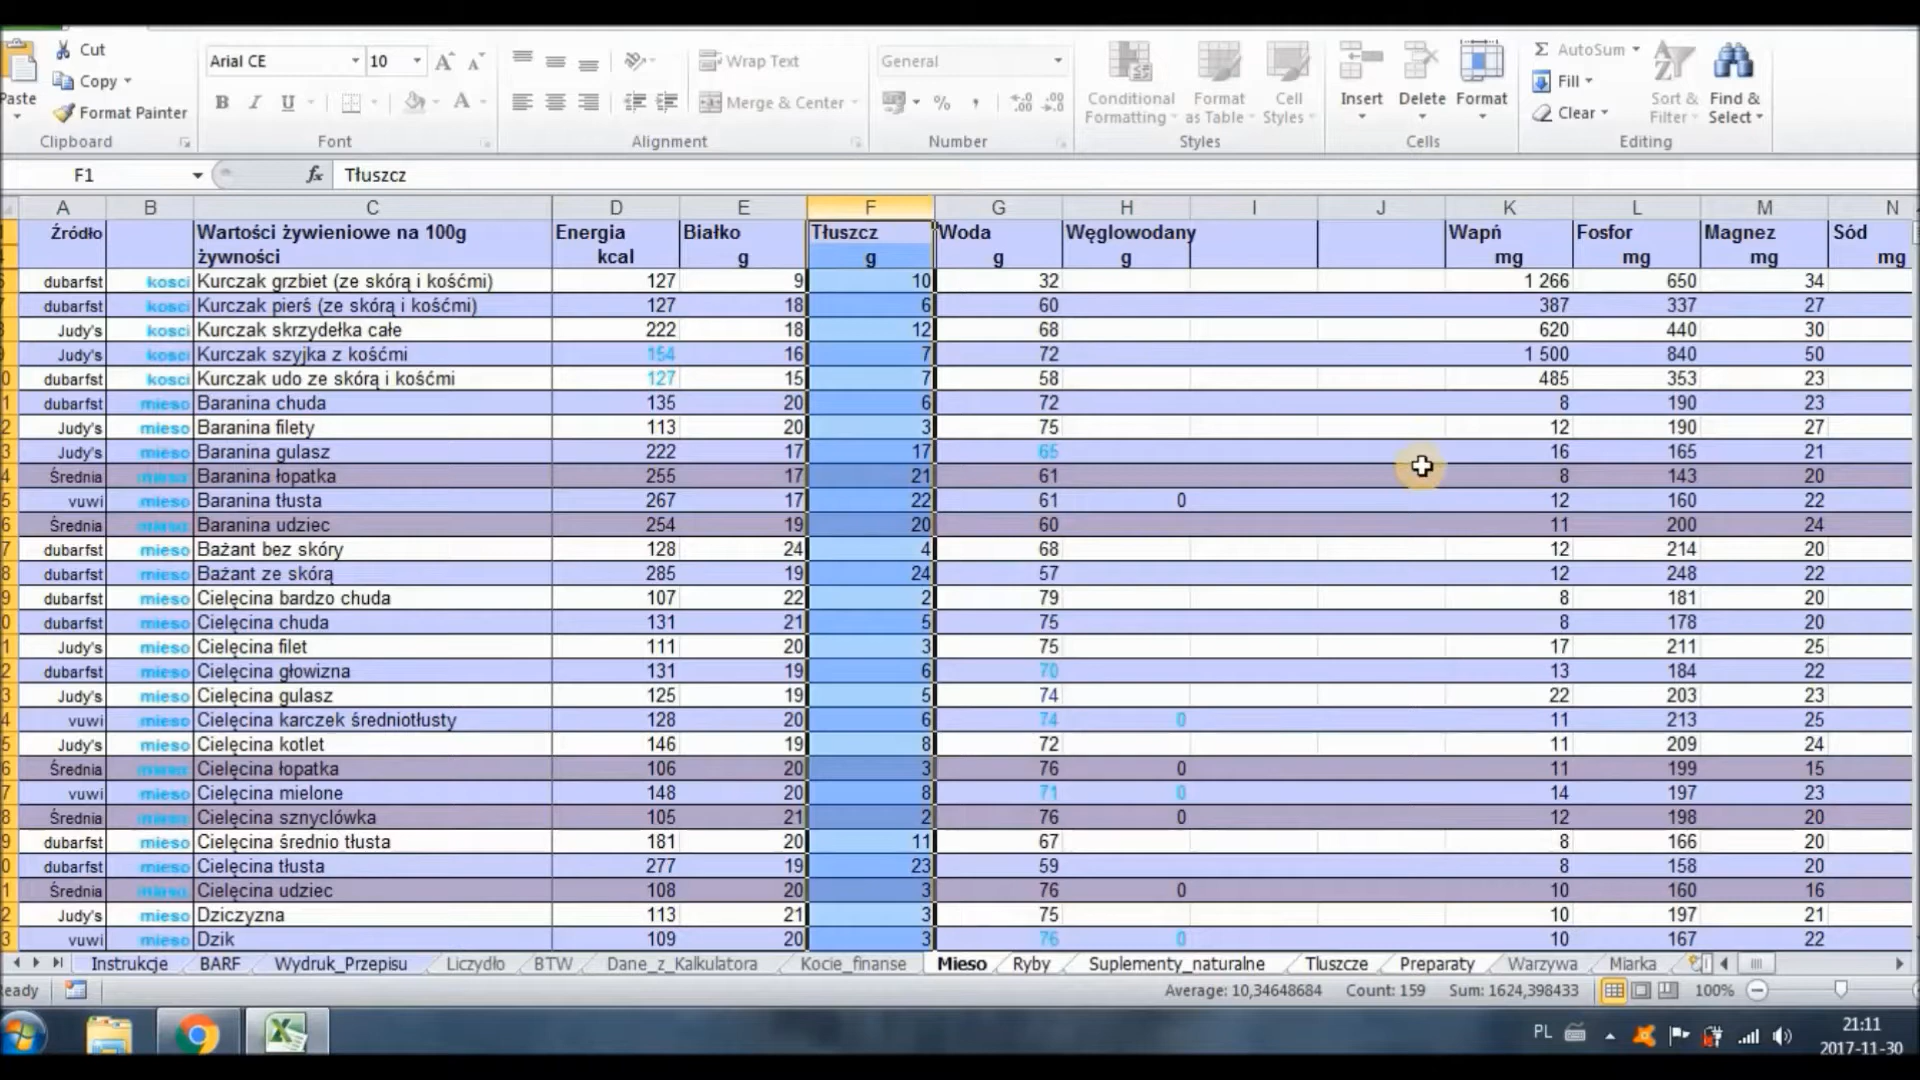 Cut
Arial CE 10 Wrap Text General AutoSum
Copy Fill
Paste Format Painter B I U A Merge & Center % , Conditional Formatting Format as Table Cell Styles Insert Delete Format Clear Sort & Filter Find & Select
Clipboard Font Alignment Number Styles Cells Editing
F1 fx Tłuszcz
A B C D E F G H I J K L M N
Źródło Wartości żywieniowe na 100g Energia Białko Tłuszcz Woda Węglowodany Wapń Fosfor Magnez Sód
żywności kcal g g g g mg mg mg mg
dubarfst kosci Kurczak grzbiet (ze skórą i kośćmi) 127 9 10 32 1 266 650 34
dubarfst kosci Kurczak pierś (ze skórą i kośćmi) 127 18 6 60 387 337 27
Judy's kosci Kurczak skrzydełka całe 222 18 12 68 620 440 30
Judy's kosci Kurczak szyjka z kośćmi 154 16 7 72 1 500 840 50
dubarfst kosci Kurczak udo ze skórą i kośćmi 127 15 7 58 485 353 23
dubarfst mieso Baranina chuda 135 20 6 72 8 190 23
Judy's mieso Baranina filety 113 20 3 75 12 190 27
Judy's mieso Baranina gulasz 222 17 17 65 16 165 21
Średnia mieso Baranina łopatka 255 17 21 61 8 143 20
vuwi mieso Baranina tłusta 267 17 22 61 0 12 160 22
Średnia mieso Baranina udziec 254 19 20 60 11 200 24
dubarfst mieso Bażant bez skóry 128 24 4 68 12 214 20
dubarfst mieso Bażant ze skórą 285 19 24 57 12 248 22
dubarfst mieso Cielęcina bardzo chuda 107 22 2 79 8 181 20
dubarfst mieso Cielęcina chuda 131 21 5 75 8 178 20
Judy's mieso Cielęcina filet 111 20 3 75 17 211 25
dubarfst mieso Cielęcina głowizna 131 19 6 70 13 184 22
Judy's mieso Cielęcina gulasz 125 19 5 74 22 203 23
vuwi mieso Cielęcina karczek średniotłusty 128 20 6 74 0 11 213 25
Judy's mieso Cielęcina kotlet 146 19 8 72 11 209 24
Średnia mieso Cielęcina łopatka 106 20 3 76 0 11 199 15
vuwi mieso Cielęcina mielone 148 20 8 71 0 14 197 23
Średnia mieso Cielęcina sznyclówka 105 21 2 76 0 12 198 20
dubarfst mieso Cielęcina średnio tłusta 181 20 11 67 8 166 20
dubarfst mieso Cielęcina tłusta 277 19 23 59 8 158 20
Średnia mieso Cielęcina udziec 108 20 3 76 0 10 160 16
Judy's mieso Dziczyzna 113 21 3 75 10 197 21
vuwi mieso Dzik 109 20 3 76 0 10 167 22
Instrukcje BARF Wydruk_Przepisu Liczydło BTW Dane_z_Kalkulatora Kocie_finanse Mieso Ryby Suplementy_naturalne Tluszcze Preparaty Warzywa Miarka
Average: 10,34648684 Count: 159 Sum: 1624,398433 100%
PL 21:11
2017-11-30